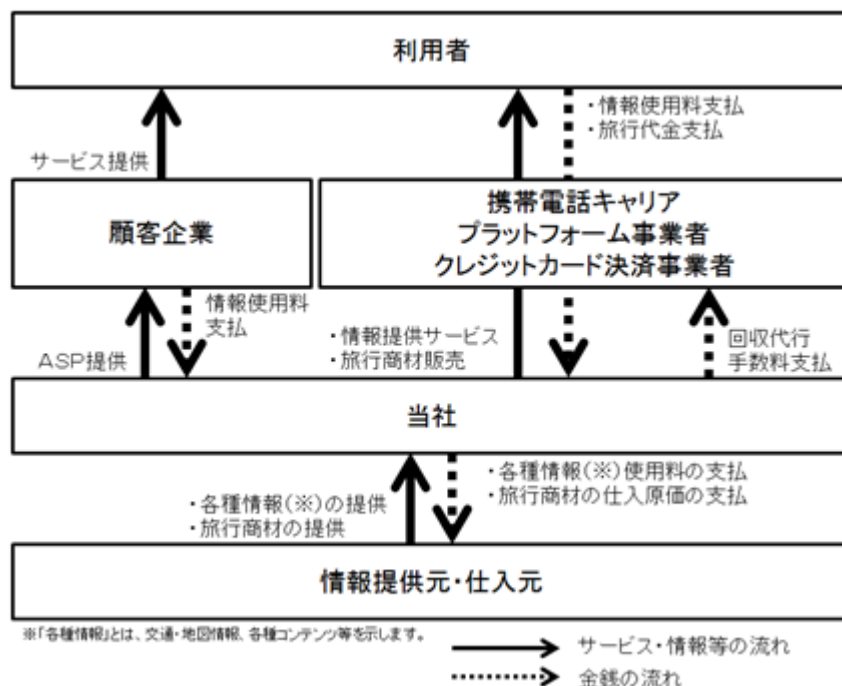 利用者
・情報使用料支払
・旅行代金支払
サービス提供
顧客企業
携帯電話キャリア
プラットフォーム事業者
クレジットカード決済事業者
情報使用料
支払
ASP提供
・情報提供サービス
・旅行商材販売
回収代行
手数料支払
当社
・各種情報(※)の提供
・旅行商材の提供
・各種情報(※)使用料の支払
・旅行商材の仕入原価の支払
情報提供元・仕入元
※「各種情報」とは、交通・地図情報、各種コンテンツ等を示します。
サービス・情報等の流れ
金銭の流れ